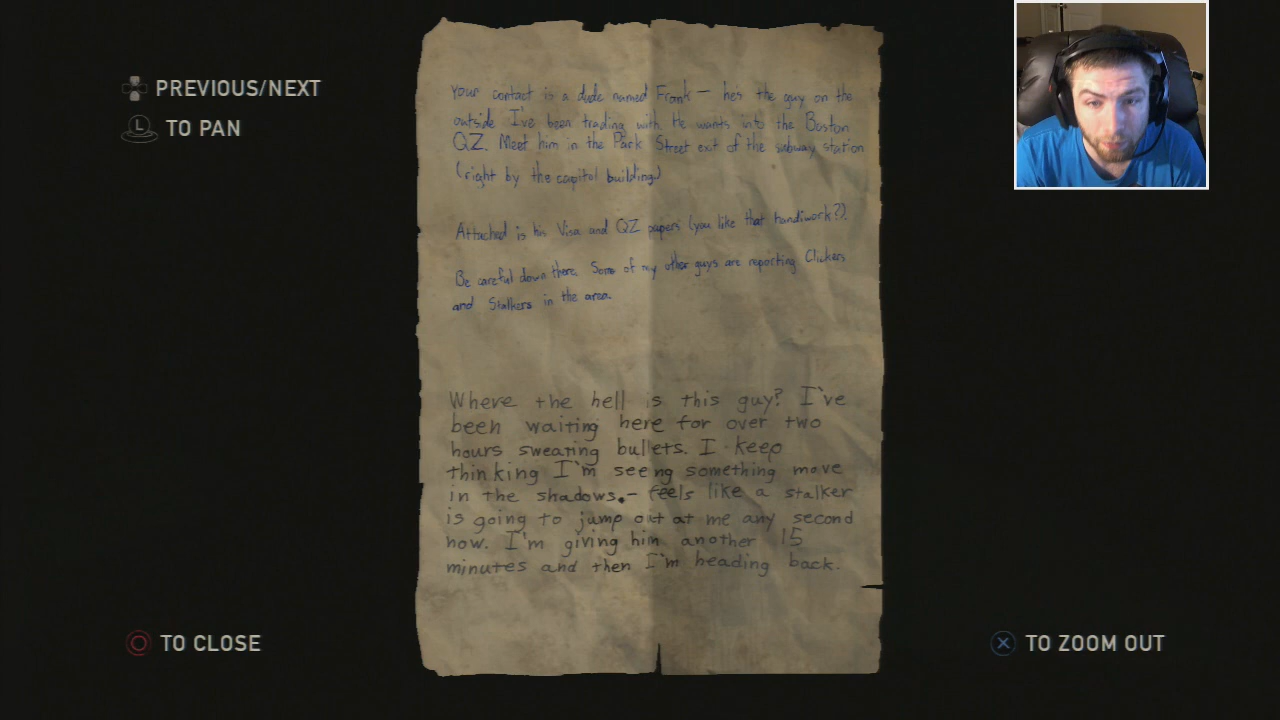 PREVIOUS/NEXT
L TO PAN
Your contact is a dude named Frank — hes the guy on the
outside I've been trading with. He wants into the Boston
QZ. Meet him in the Park Street exit of the subway station
(right by the capitol building.)
Attached is his Visa and QZ papers (you like that handiwork?).
Be careful down there. Some of my other guys are reporting Clickers
and Stalkers in the area.
Where the hell is this guy? I've
been waiting here for over two
hours swearing bullets. I keep
thinking I'm seeing something move
in the shadows. - feels like a stalker
is going to jump out at me any second
now. I'm giving him another 15
minutes and then I'm heading back.
TO CLOSE
TO ZOOM OUT